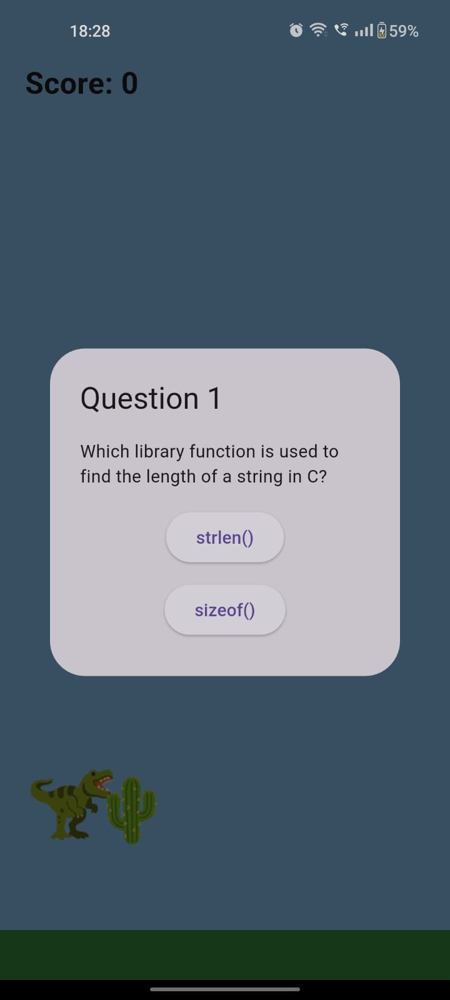 18:28
59%
Score: 0
Question 1
Which library function is used to
find the length of a string in C?
strlen()
sizeof()